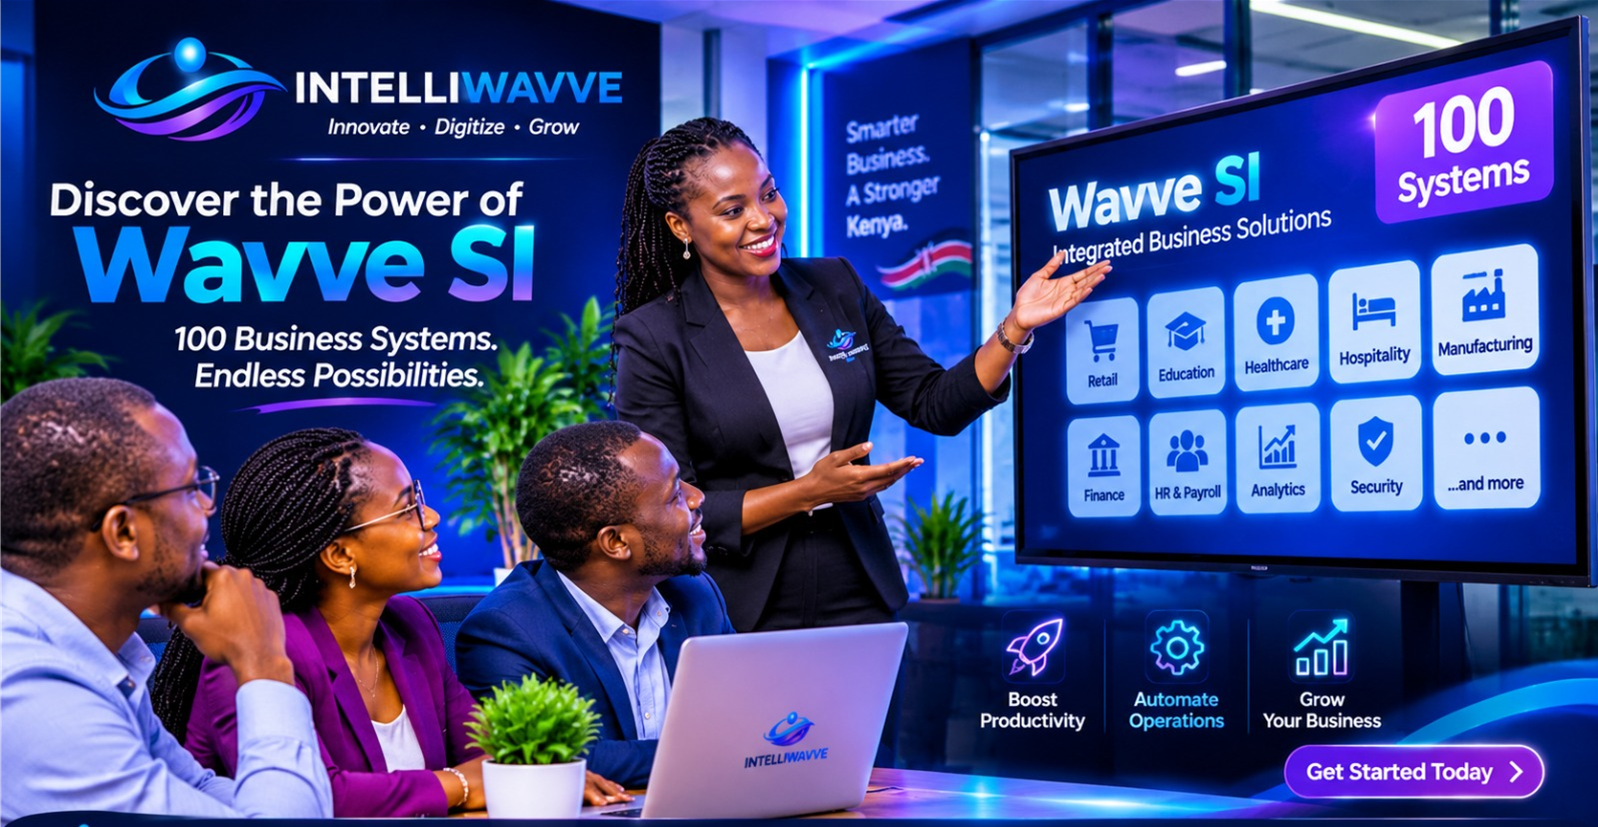 INTELLIWAVVE
Innovate • Digitize • Grow
Discover the Power of
Wavve SI
100 Business Systems.
Endless Possibilities.
Smarter
Business.
A Stronger
Kenya.
100
Systems
Wavve SI
Integrated Business Solutions
Retail
Education
Healthcare
Hospitality
Manufacturing
Finance
HR & Payroll
Analytics
Security
...and more
INTELLIWAVVE
Boost
Productivity
Automate
Operations
Grow
Your Business
Get Started Today